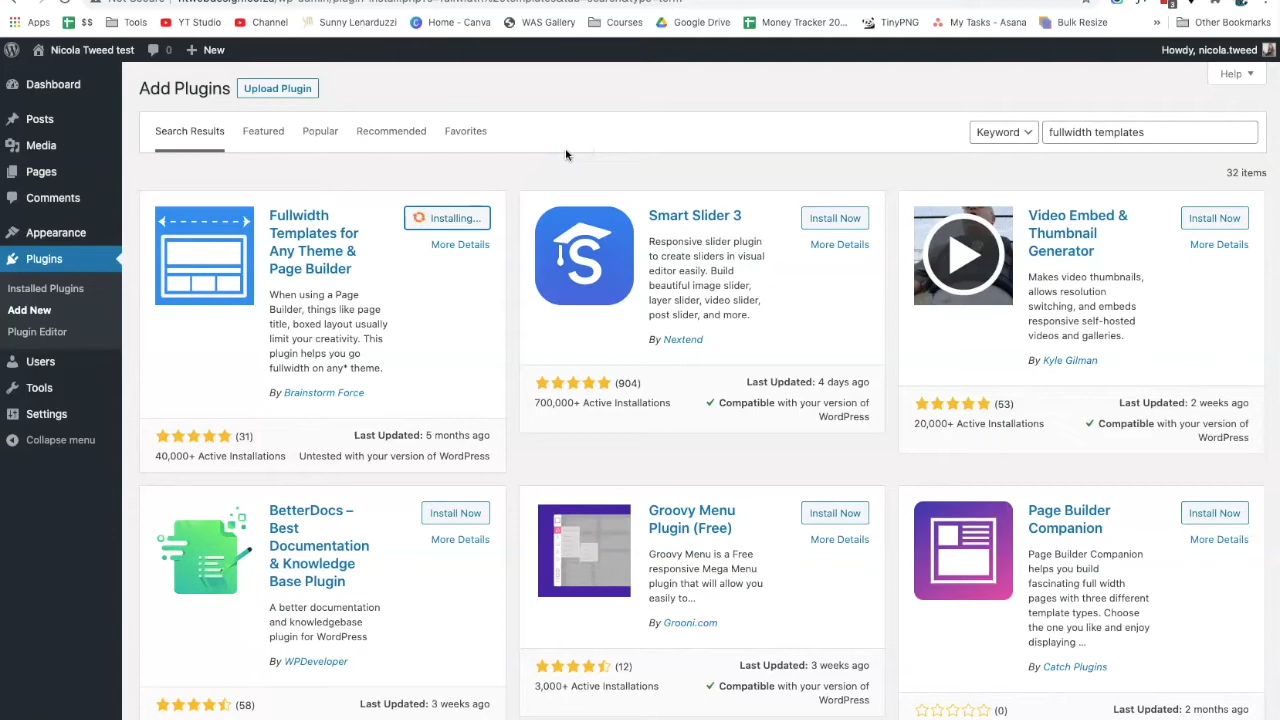 Apps
$$
Tools
YT Studio
Channel
Sunny Lenarduzzi
Home - Canva
WAS Gallery
Courses
Google Drive
Money Tracker 20...
TinyPNG
My Tasks – Asana
Bulk Resize
»
Other Bookmarks
Nicola Tweed test
0
New
Howdy, nicola.tweed
Dashboard
Posts
Media
Pages
Comments
Appearance
Plugins
Installed Plugins
Add New
Plugin Editor
Users
Tools
Settings
Collapse menu
Add Plugins
Upload Plugin
Help
Search Results
Featured
Popular
Recommended
Favorites
Keyword
fullwidth templates
32 items
Fullwidth
Templates for
Any Theme &
Page Builder
Installing...
More Details
When using a Page
Builder, things like page
title, boxed layout usually
limit your creativity. This
plugin helps you go
fullwidth on any* theme.
By Brainstorm Force
(31)
Last Updated: 5 months ago
40,000+ Active Installations
Untested with your version of WordPress
S
Smart Slider 3
Install Now
More Details
Responsive slider plugin
to create sliders in visual
editor easily. Build
beautiful image slider,
layer slider, video slider,
post slider, and more.
By Nextend
(904)
Last Updated: 4 days ago
700,000+ Active Installations
Compatible with your version of
WordPress
Video Embed &
Thumbnail
Generator
Install Now
More Details
Makes video thumbnails,
allows resolution
switching, and embeds
responsive self-hosted
videos and galleries.
By Kyle Gilman
(53)
Last Updated: 2 weeks ago
20,000+ Active Installations
Compatible with your version of
WordPress
BetterDocs –
Best
Documentation
& Knowledge
Base Plugin
Install Now
More Details
A better documentation
and knowledgebase
plugin for WordPress
By WPDeveloper
(58)
Last Updated: 3 weeks ago
Groovy Menu
Plugin (Free)
Install Now
More Details
Groovy Menu is a Free
responsive Mega Menu
plugin that will allow you
easily to...
By Grooni.com
(12)
Last Updated: 3 weeks ago
3,000+ Active Installations
Compatible with your version of
WordPress
Page Builder
Companion
Install Now
More Details
Page Builder Companion
helps you build
fascinating full width
pages with three different
template types. Choose
the one you like and enjoy
displaying ...
By Catch Plugins
(0)
Last Updated: 2 months ago